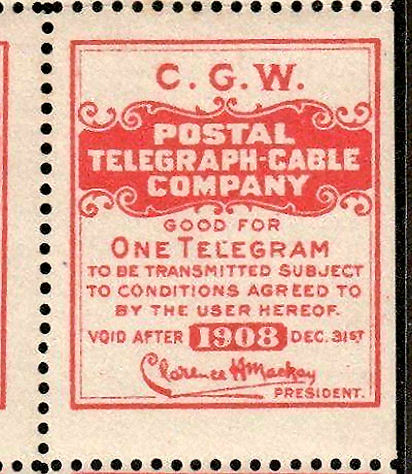 C. G. W.
POSTAL
TELEGRAPH-CABLE
COMPANY
GOOD FOR
ONE TELEGRAM
TO BE TRANSMITTED SUBJECT
TO CONDITIONS AGREED TO
BY THE USER HEREOF.
VOID AFTER 1908 DEC. 31ST
Clarence H Mackay
PRESIDENT.